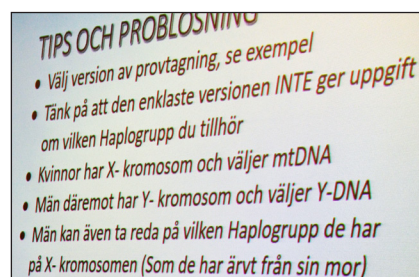 TIPS OCH PROBLÖSNING
• Välj version av provtagning, se exempel
• Tänk på att den enklaste versionen INTE ger uppgift
om vilken Haplogrupp du tillhör
• Kvinnor har X- kromosom och väljer mtDNA
• Män däremot har Y- kromosom och väljer Y-DNA
• Män kan även ta reda på vilken Haplogrupp de har
på X- kromosomen (Som de har ärvt från sin mor)